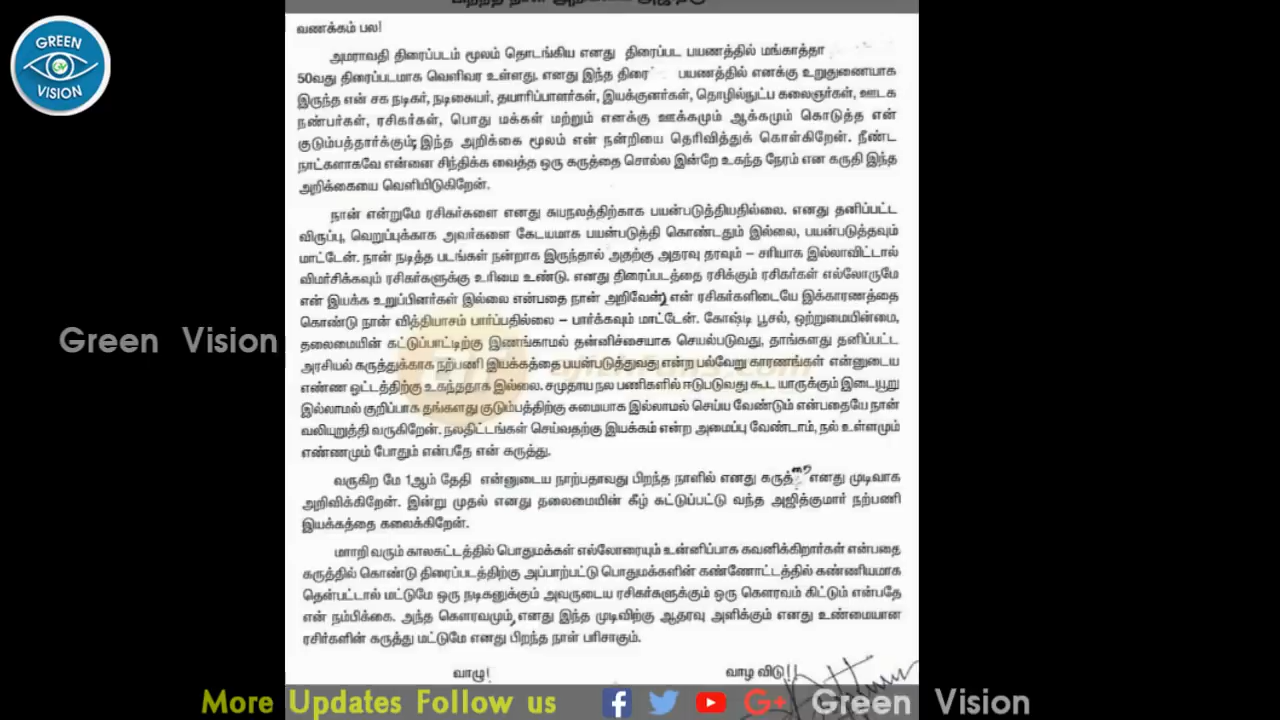 GREEN
VISION
வணக்கம் பல!
அமராவதி திரைப்படம் மூலம் தொடங்கிய எனது திரைப்பட பயணத்தில் மங்காத்தா
50வது திரைப்படமாக வெளிவர உள்ளது. எனது இந்த திரை பயணத்தில் எனக்கு உறுதுணையாக
இருந்த என் சக நடிகர், நடிகையர், தயாரிப்பாளர்கள், இயக்குனர்கள், தொழில்நுட்ப கலைஞர்கள், ஊடக
நண்பர்கள், ரசிகர்கள், பொது மக்கள் மற்றும் எனக்கு ஊக்கமும் ஆக்கமும் கொடுத்த என்
குடும்பத்தார்க்கும், இந்த அறிக்கை மூலம் என் நன்றியை தெரிவித்துக் கொள்கிறேன். நீண்ட
நாட்களாகவே என்னை சிந்திக்க வைத்த ஒரு கருத்தை சொல்ல இன்றே உகந்த நேரம் என கருதி இந்த
அறிக்கையை வெளியிடுகிறேன்.
நான் என்றுமே ரசிகர்களை எனது சுயநலத்திற்காக பயன்படுத்தியதில்லை. எனது தனிப்பட்ட
விருப்பு, வெறுப்புக்காக அவர்களை கேடயமாக பயன்படுத்தி கொண்டதும் இல்லை, பயன்படுத்தவும்
மாட்டேன். நான் நடித்த படங்கள் நன்றாக இருந்தால் அதற்கு அதரவு தரவும் – சரியாக இல்லாவிட்டால்
விமர்சிக்கவும் ரசிகர்களுக்கு உரிமை உண்டு. எனது திரைப்படத்தை ரசிக்கும் ரசிகர்கள் எல்லோருமே
என் இயக்க உறுப்பினர்கள் இல்லை என்பதை நான் அறிவேன், என் ரசிகர்களிடையே இக்காரணத்தை
கொண்டு நான் வித்தியாசம் பார்ப்பதில்லை – பார்க்கவும் மாட்டேன். கோஷ்டி பூசல், ஒற்றுமையின்மை,
தலைமையின் கட்டுப்பாட்டிற்கு இணங்காமல் தன்னிச்சையாக செயல்படுவது, தாங்களது தனிப்பட்ட
அரசியல் கருத்துக்காக நற்பணி இயக்கத்தை பயன்படுத்துவது என்ற பல்வேறு காரணங்கள் என்னுடைய
எண்ண ஒட்டத்திற்கு உகந்ததாக இல்லை. சமுதாய நல பணிகளில் ஈடுபடுவது கூட யாருக்கும் இடையூறு
இல்லாமல் குறிப்பாக தங்களது குடும்பத்திற்கு சுமையாக இல்லாமல் செய்ய வேண்டும் என்பதையே நான்
வலியுறுத்தி வருகிறேன். நலதிட்டங்கள் செய்வதற்கு இயக்கம் என்ற அமைப்பு வேண்டாம், நல் உள்ளமும்
எண்ணமும் போதும் என்பதே என் கருத்து.
வருகிற மே 1ஆம் தேதி என்னுடைய நாற்பதாவது பிறந்த நாளில் எனது கருத்தை எனது முடிவாக
அறிவிக்கிறேன். இன்று முதல் எனது தலைமையின் கீழ் கட்டுப்பட்டு வந்த அஜித்குமார் நற்பணி
இயக்கத்தை கலைக்கிறேன்.
மாறி வரும் காலகட்டத்தில் பொதுமக்கள் எல்லோரையும் உன்னிப்பாக கவனிக்கிறார்கள் என்பதை
கருத்தில் கொண்டு திரைப்படத்திற்கு அப்பாற்பட்டு பொதுமக்களின் கண்ணோட்டத்தில் கண்ணியமாக
தென்பட்டால் மட்டுமே ஒரு நடிகனுக்கும் அவருடைய ரசிகர்களுக்கும் ஒரு கௌரவம் கிட்டும் என்பதே
என் நம்பிக்கை. அந்த கௌரவமும், எனது இந்த முடிவிற்கு ஆதரவு அளிக்கும் எனது உண்மையான
ரசிர்களின் கருத்து மட்டுமே எனது பிறந்த நாள் பரிசாகும்.
வாழு! வாழ விடு!!
Green Vision
More Updates Follow us Green Vision